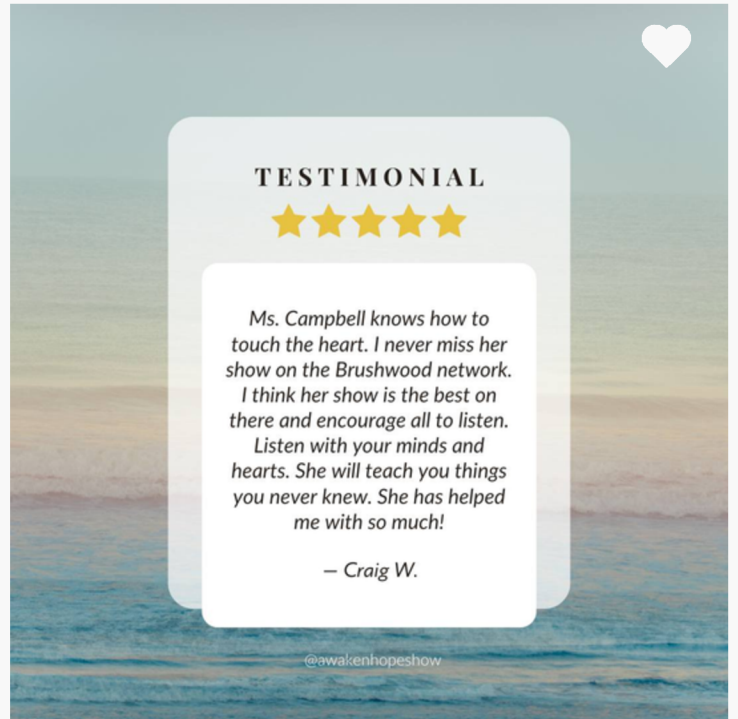 TESTIMONIAL
Ms. Campbell knows how to
touch the heart. I never miss her
show on the Brushwood network.
I think her show is the best on
there and encourage all to listen.
Listen with your minds and
hearts. She will teach you things
you never knew. She has helped
me with so much!
— Craig W.
@awakenhopeshow